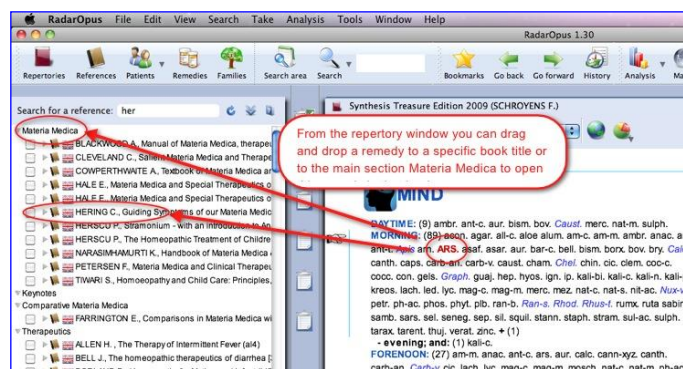 RadarOpus File Edit View Search Take Analysis Tools Window Help
RadarOpus 1.30
Repertories References Patients Remedies Families Search area Search Bookmarks Go back Go forward History Analysis
Search for a reference: her
Synthesis Treasure Edition 2009 (SCHROYENS F.)
Materia Medica
BLACKWOOD A., Manual of Materia Medica, therapeu
CLEVELAND C., Salient Materia Medica and Therape
COWPERTHWAITE A., Textbook of Materia Medica an
HALE E., Materia Medica and Special Therapeutics o
HALE E., Materia Medica and Special Therapeutics o
HERING C., Guiding Symptoms of our Materia Medic
HERSCU P., Stramonium - with an Introduction to An
HERSCU P., The Homeopathic Treatment of Childre
NARASIMHAMURTI K., Handbook of Materia Medica
PETERSEN F., Materia Medica and Clinical Therapeu
TIWARI S., Homoeopathy and Child Care: Principles,
Keynotes
Comparative Materia Medica
FARRINGTON E., Comparisons in Materia Medica wi
Therapeutics
ALLEN H. , The Therapy of Intermittent Fever (al4)
BELL J., The homeopathic therapeutics of diarrhea [
From the repertory window you can drag
and drop a remedy to a specific book title or
to the main section Materia Medica to open
MIND
DAYTIME: (9) ambr. ant-c. aur. bism. bov. Caust. merc. nat-m. sulph.
MORNING: (89) acon. agar. all-c. aloe alum. am-c. am-m. ambr. anac.
ant-t. Apis arn. ARS. asaf. asar. aur. bar-c. bell. bism. borx. bov. bry.
canth. caps. carb-an. carb-v. caust. cham. Chel. chin. cic. clem. coc-c.
cocc. con. gels. Graph. guaj. hep. hyos. ign. ip. kali-bi. kali-c. kali-n. kali-
kreos. lach. led. lyc. mag-c. mag-m. merc. mez. nat-c. nat-s. nit-ac. Nux-v
petr. ph-ac. phos. phyt. plb. ran-b. Ran-s. Rhod. Rhus-t. rumx. ruta sabin
samb. sars. sel. seneg. sep. sil. squil. stann. staph. stram. sul-ac. sulph.
tarax. tarent. thuj. verat. zinc. + (1)
- evening; and: (1) kali-c.
FORENOON: (27) am-m. anac. ant-c. ars. aur. calc. cann-xyz. canth.